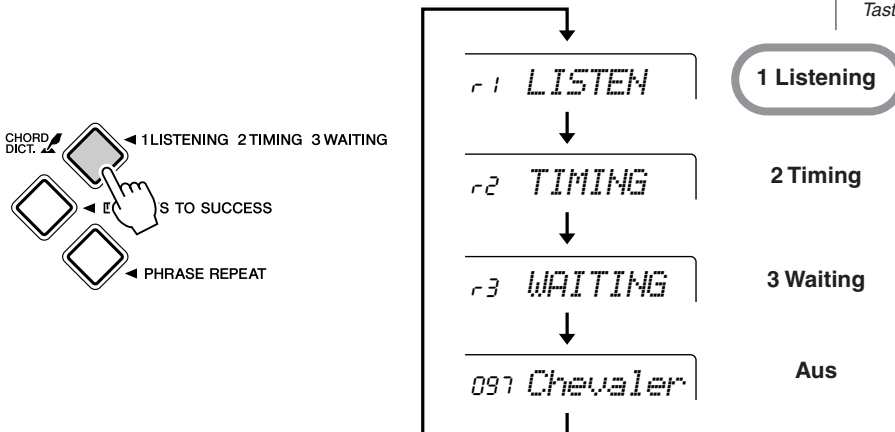 Tast
r1 LISTEN
1 Listening
CHORD
DICT.
◄ 1 LISTENING 2 TIMING 3 WAITING
r2 TIMING
2 Timing
S TO SUCCESS
◄ PHRASE REPEAT
r3 WAITING
3 Waiting
097 Chevaler
Aus